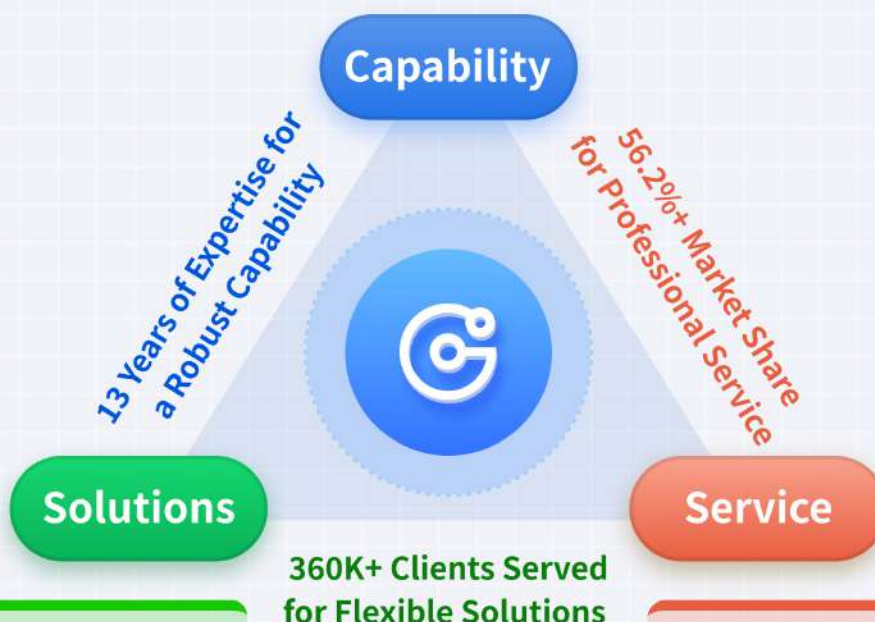 Capability
13 Years of Expertise for
a Robust Capability
56.2%+ Market Share
for Professional Service
Solutions
Service
360K+ Clients Served
for Flexible Solutions